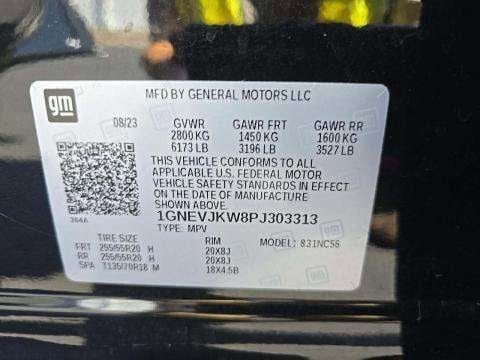 gm
MFD BY GENERAL MOTORS LLC
08/23 GVWR GAWR FRT GAWR RR
2800 KG 1450 KG 1600 KG
6173 LB 3196 LB 3527 LB
THIS VEHICLE CONFORMS TO ALL
APPLICABLE U.S. FEDERAL MOTOR
VEHICLE SAFETY STANDARDS IN EFFECT
ON THE DATE OF MANUFACTURE
SHOWN ABOVE.
384A 1GNEVJKW8PJ303313
TYPE: MPV
TIRE SIZE RIM MODEL: 831NC56
FRT 255/55R20 H 20X8J
RR 255/55R20 H 20X8J
SPA T135/70R18 M 18X4.5B